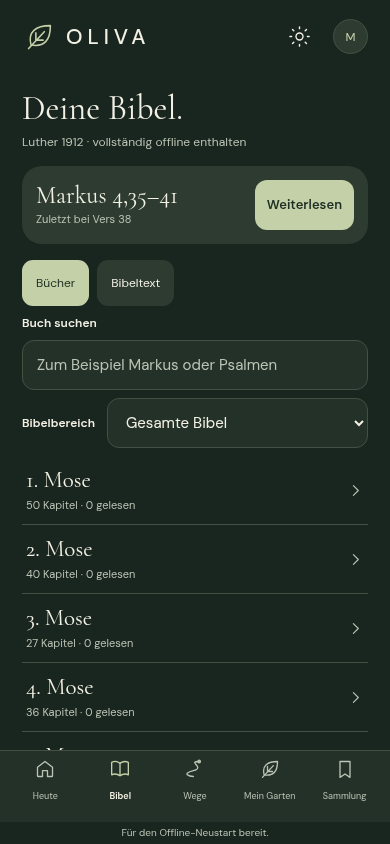 OLIVA
M
Deine Bibel.
Luther 1912 · vollständig offline enthalten
Markus 4,35–41
Zuletzt bei Vers 38
Weiterlesen
Bücher
Bibeltext
Buch suchen
Zum Beispiel Markus oder Psalmen
Bibelbereich
Gesamte Bibel
1. Mose
50 Kapitel · 0 gelesen
2. Mose
40 Kapitel · 0 gelesen
3. Mose
27 Kapitel · 0 gelesen
4. Mose
36 Kapitel · 0 gelesen
Heute
Bibel
Wege
Mein Garten
Sammlung
Für den Offline-Neustart bereit.